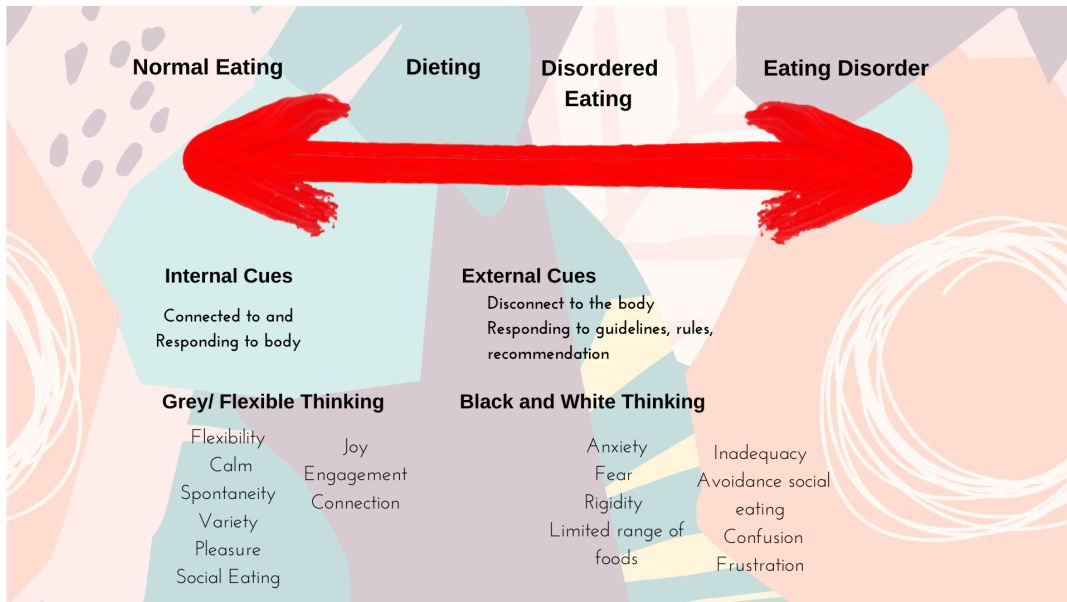 Normal Eating
Dieting
Disordered
Eating
Eating Disorder
Internal Cues
Connected to and
Responding to body
External Cues
Disconnect to the body
Responding to guidelines, rules,
recommendation
Grey/ Flexible Thinking
Flexibility
Calm
Spontaneity
Variety
Pleasure
Social Eating
Joy
Engagement
Connection
Black and White Thinking
Anxiety
Fear
Rigidity
Limited range of
foods
Inadequacy
Avoidance social
eating
Confusion
Frustration